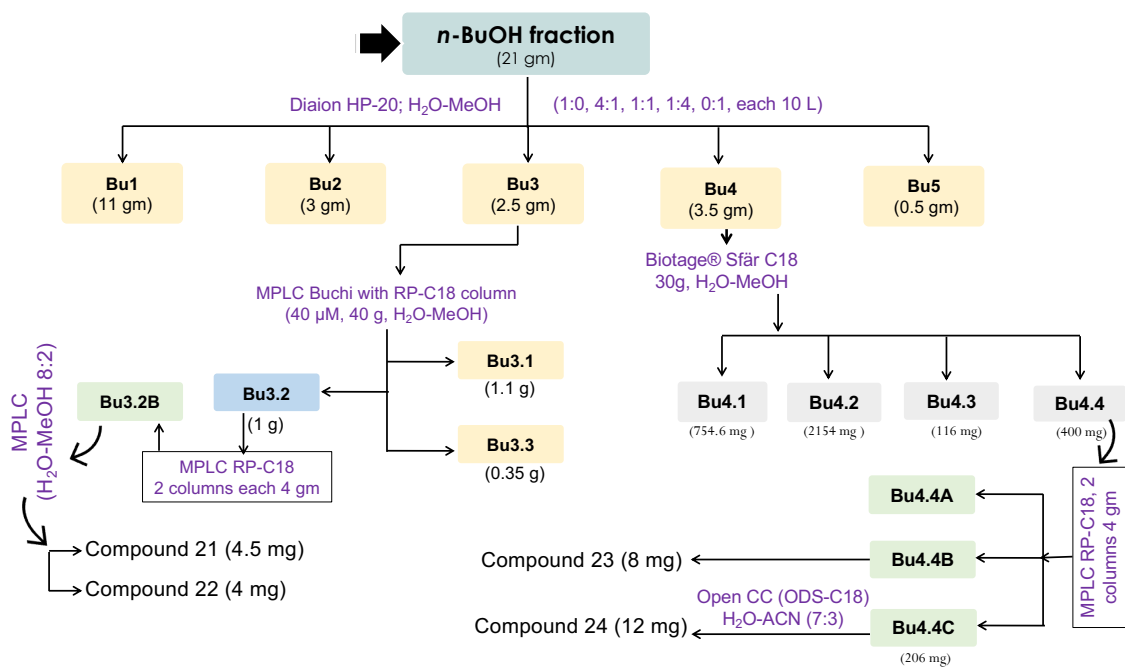 n-BuOH fraction
(21 gm)
Diaion HP-20; H₂O-MeOH (1:0, 4:1, 1:1, 1:4, 0:1, each 10 L)
Bu1
(11 gm)
Bu2
(3 gm)
Bu3
(2.5 gm)
Bu4
(3.5 gm)
Bu5
(0.5 gm)
MPLC Buchi with RP-C18 column
(40 µM, 40 g, H₂O-MeOH)
Bu3.1
(1.1 g)
Bu3.2
(1 g)
Bu3.3
(0.35 g)
MPLC RP-C18
2 columns each 4 gm
Bu3.2B
MPLC
(H₂O-MeOH 8:2)
Compound 21 (4.5 mg)
Compound 22 (4 mg)
Biotage® Sfär C18
30g, H₂O-MeOH
Bu4.1
(754.6 mg )
Bu4.2
(2154 mg )
Bu4.3
(116 mg)
Bu4.4
(400 mg)
MPLC RP-C18, 2
columns 4 gm
Bu4.4A
Bu4.4B
Compound 23 (8 mg)
Bu4.4C
(206 mg)
Open CC (ODS-C18)
H₂O-ACN (7:3)
Compound 24 (12 mg)